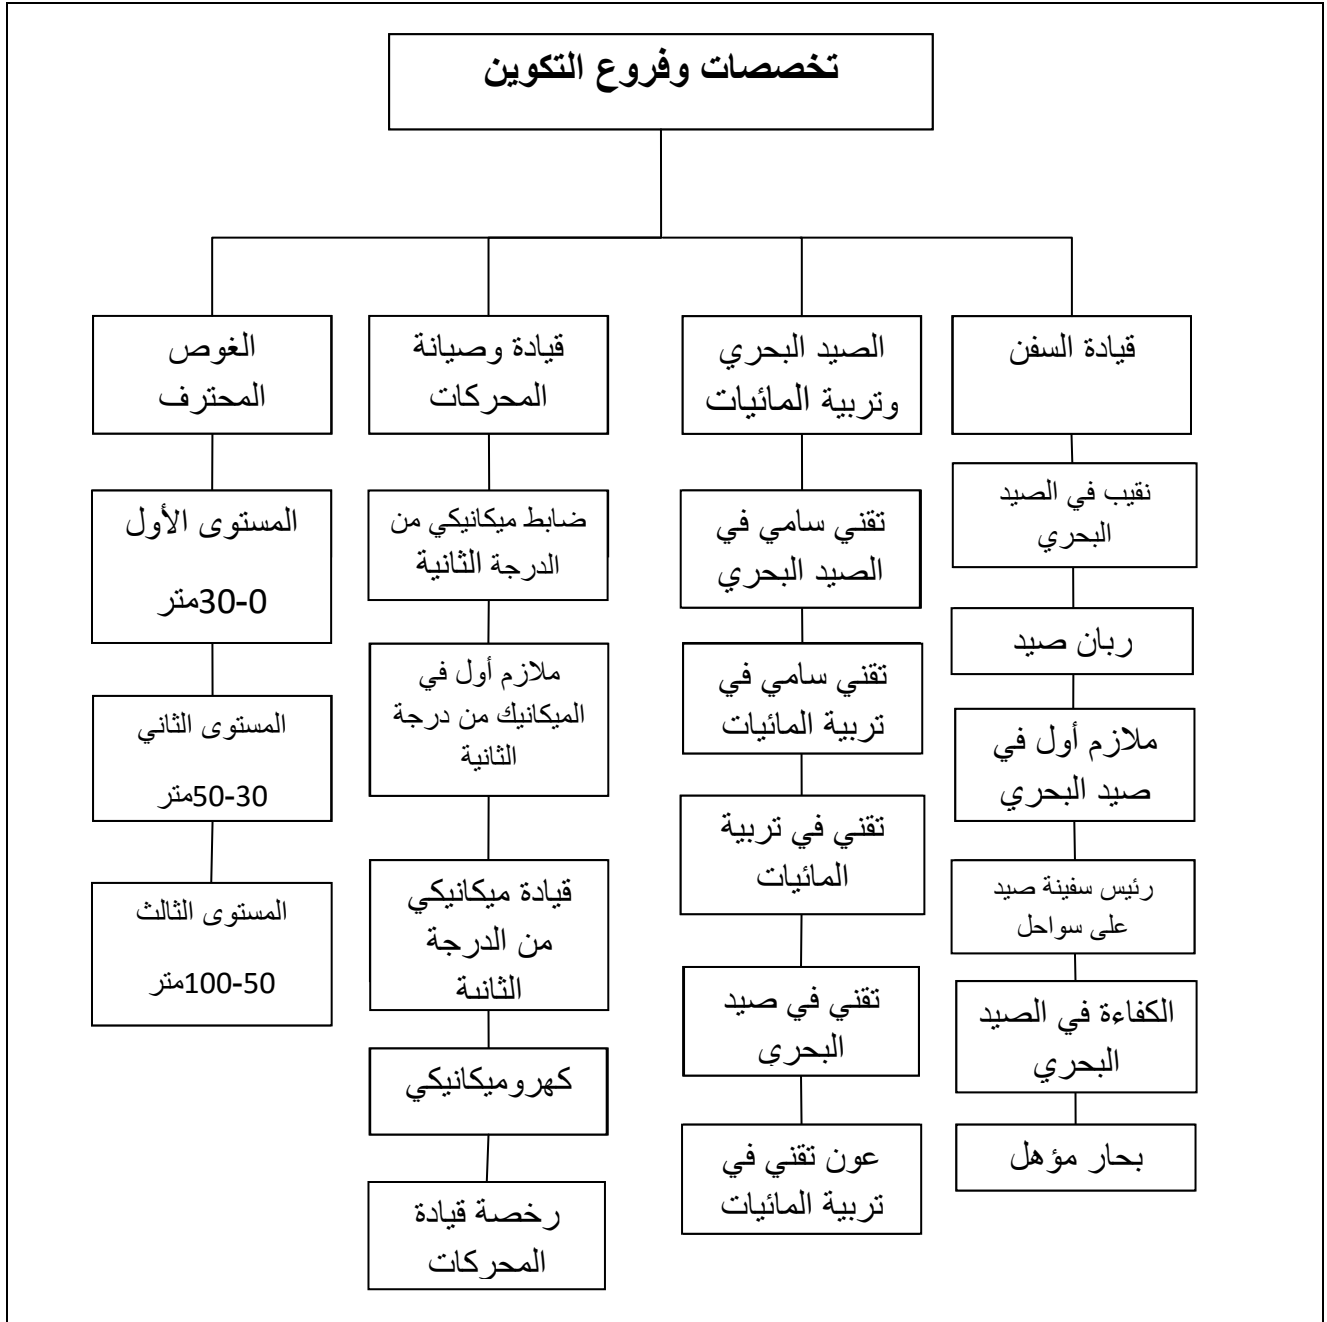 تخصصات وفروع التكوين
قيادة السفن
نقيب في الصيد
البحري
ربان صيد
ملازم أول في
صيد البحري
رئيس سفينة صيد
على سواحل
الكفاءة في الصيد
البحري
بحار مؤهل
الصيد البحري
وتربية المائيات
تقني سامي في
الصيد البحري
تقني سامي في
تربية المائيات
تقني في تربية
المائيات
تقني في صيد
البحري
عون تقني في
تربية المائيات
قيادة وصيانة
المحركات
ضابط ميكانيكي من
الدرجة الثانية
ملازم أول في
الميكانيك من درجة
الثانية
قيادة ميكانيكي
من الدرجة
الثانية
كهروميكانيكي
رخصة قيادة
المحركات
الغوص
المحترف
المستوى الأول
0-30متر
المستوى الثاني
30-50متر
المستوى الثالث
50-100متر